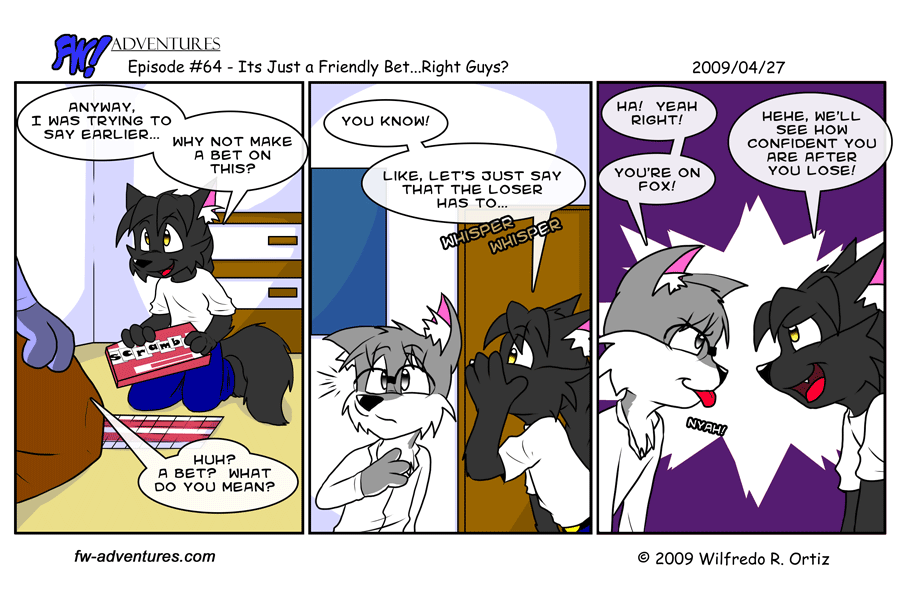 FW! ADVENTURES
Episode #64 - Its Just a Friendly Bet...Right Guys?
2009/04/27
ANYWAY,
I WAS TRYING TO
SAY EARLIER...
WHY NOT MAKE
A BET ON
THIS?
scramb
HUH?
A BET? WHAT
DO YOU MEAN?
YOU KNOW!
LIKE, LET'S JUST SAY
THAT THE LOSER
HAS TO...
WHISPER
WHISPER
HA! YEAH
RIGHT!
YOU'RE ON
FOX!
HEHE, WE'LL
SEE HOW
CONFIDENT YOU
ARE AFTER
YOU LOSE!
NYAH!
fw-adventures.com
© 2009 Wilfredo R. Ortiz